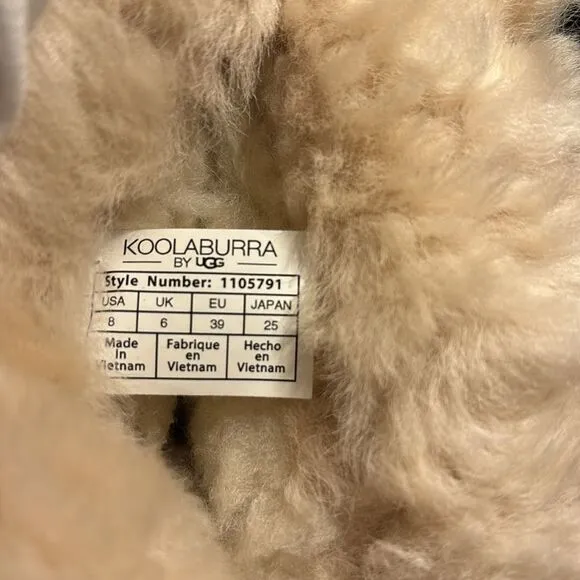 KOOLABURRA
BY UGG
Style Number: 1105791
USA UK EU JAPAN
8 6 39 25
Made Fabrique Hecho
In en en
Vietnam Vietnam Vietnam